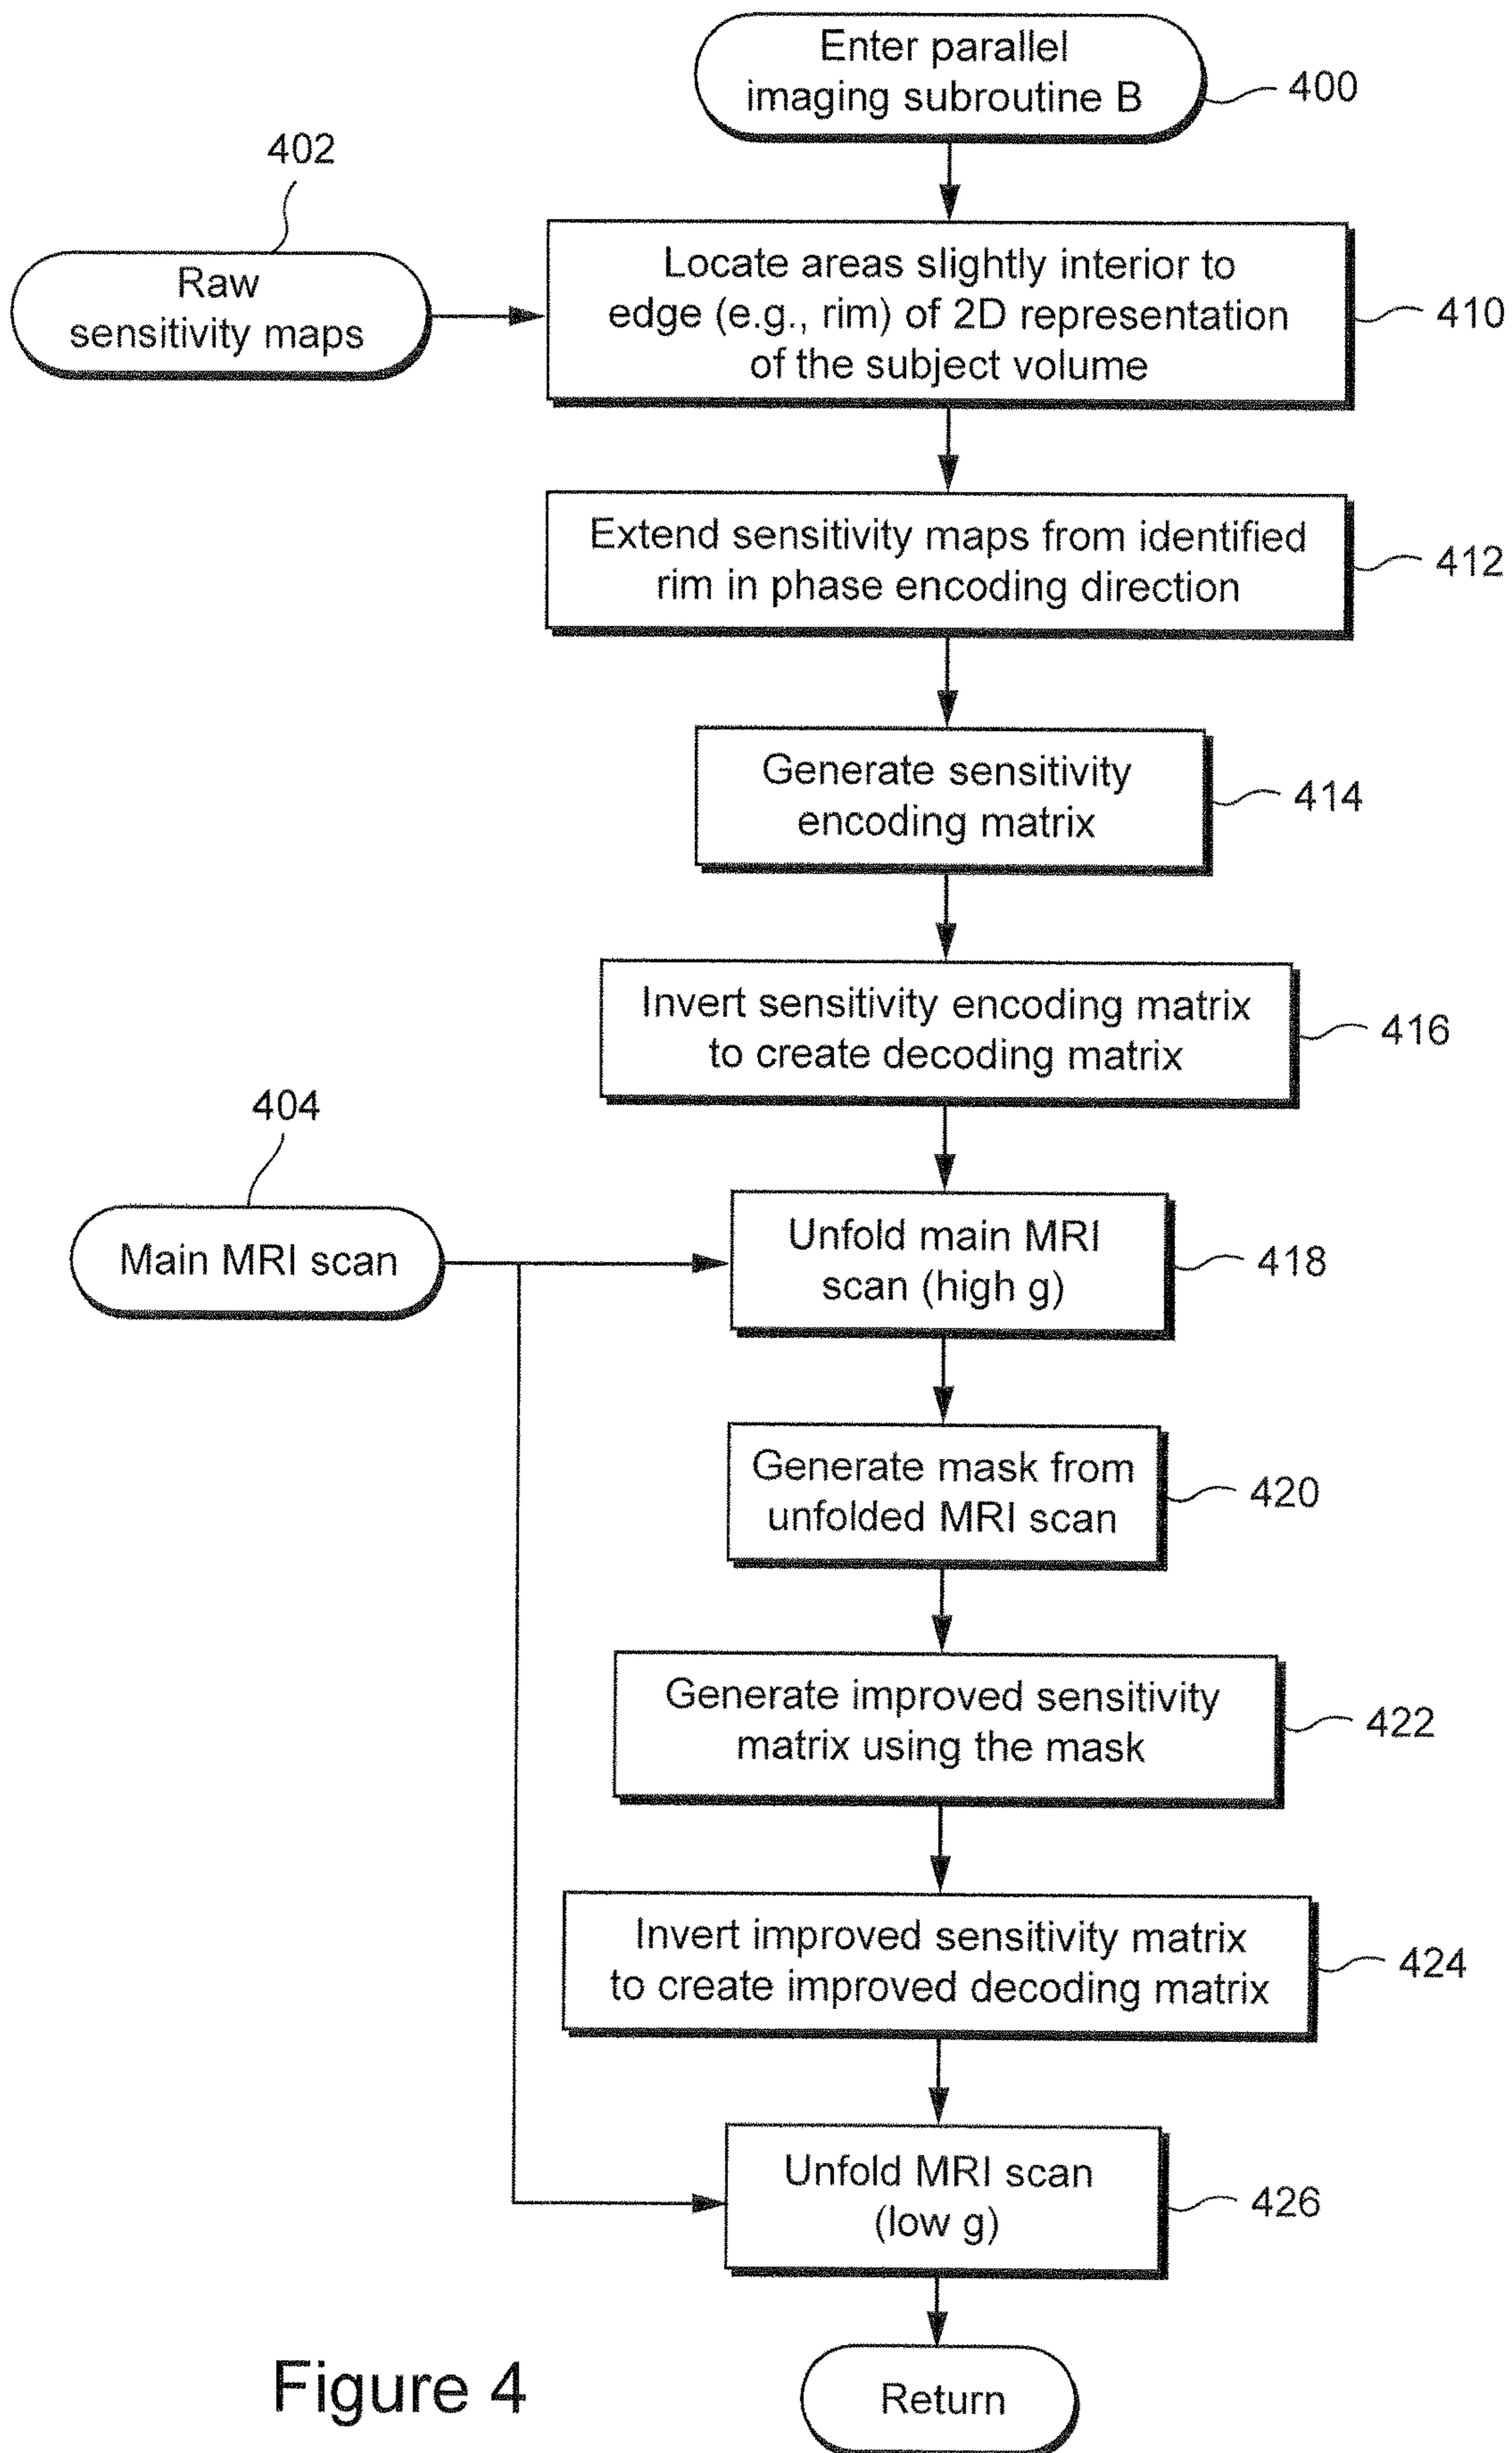 Enter parallel
imaging subroutine B
400
402
Raw
sensitivity maps
Locate areas slightly interior to
edge (e.g., rim) of 2D representation
of the subject volume
410
Extend sensitivity maps from identified
rim in phase encoding direction
412
Generate sensitivity
encoding matrix
414
Invert sensitivity encoding matrix
to create decoding matrix
416
404
Main MRI scan
Unfold main MRI
scan (high g)
418
Generate mask from
unfolded MRI scan
420
Generate improved sensitivity
matrix using the mask
422
Invert improved sensitivity matrix
to create improved decoding matrix
424
Unfold MRI scan
(low g)
426
Return
Figure 4